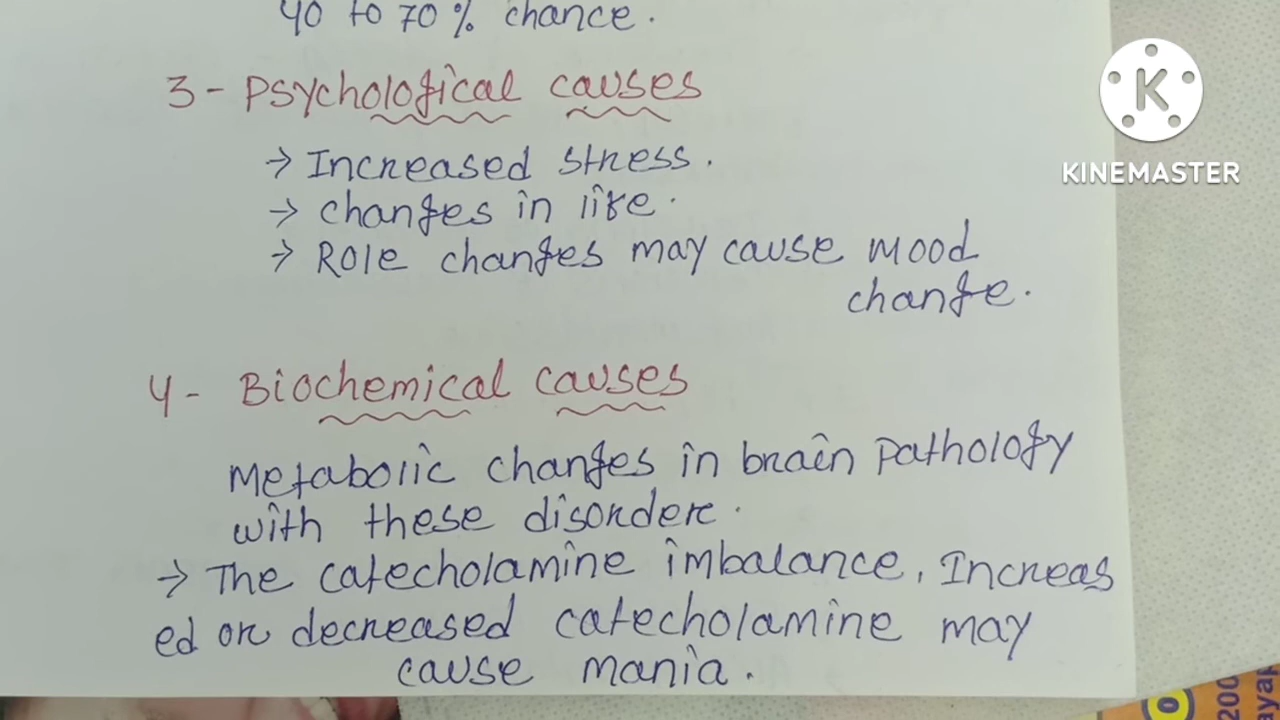 40 to 70% chance.
3- Psychological causes
→ Increased stress.
→ changes in life.
→ Role changes may cause mood
change.
4- Biochemical causes
Metabolic changes in brain pathology
with these disorder.
→ The catecholamine imbalance, Increas
ed or decreased catecholamine may
cause mania.
K
KINEMASTER
200